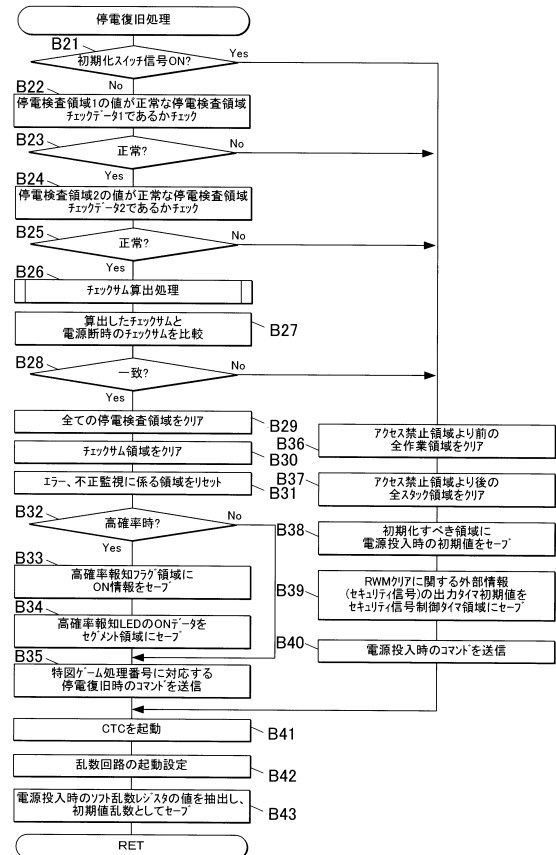 停電復旧処理
B21
初期化スイッチ信号ON?
Yes
No
B22
停電検査領域1の値が正常な停電検査領域
チェックデータ1であるかチェック
B23
正常?
No
Yes
B24
停電検査領域2の値が正常な停電検査領域
チェックデータ2であるかチェック
B25
正常?
No
Yes
B26
チェックサム算出処理
算出したチェックサムと
電源断時のチェックサムを比較
B27
B28
一致?
No
Yes
全ての停電検査領域をクリア
B29
チェックサム領域をクリア
B30
エラー、不正監視に係る領域をリセット
B31
B32
高確率時?
No
Yes
B33
高確率報知フラグ領域に
ON情報をセーブ
B34
高確率報知LEDのONデータを
セグメント領域にセーブ
B35
特図ゲーム処理番号に対応する
停電復旧時のコマンドを送信
B36
アクセス禁止領域より前の
全作業領域をクリア
B37
アクセス禁止領域より後の
全スタック領域をクリア
B38
初期化すべき領域に
電源投入時の初期値をセーブ
B39
RWMクリアに関する外部情報
(セキュリティ信号)の出力タイマ初期値を
セキュリティ信号制御タイマ領域にセーブ
B40
電源投入時のコマンドを送信
CTCを起動
B41
乱数回路の起動設定
B42
電源投入時のソフト乱数レジスタの値を抽出し、
初期値乱数としてセーブ
B43
RET